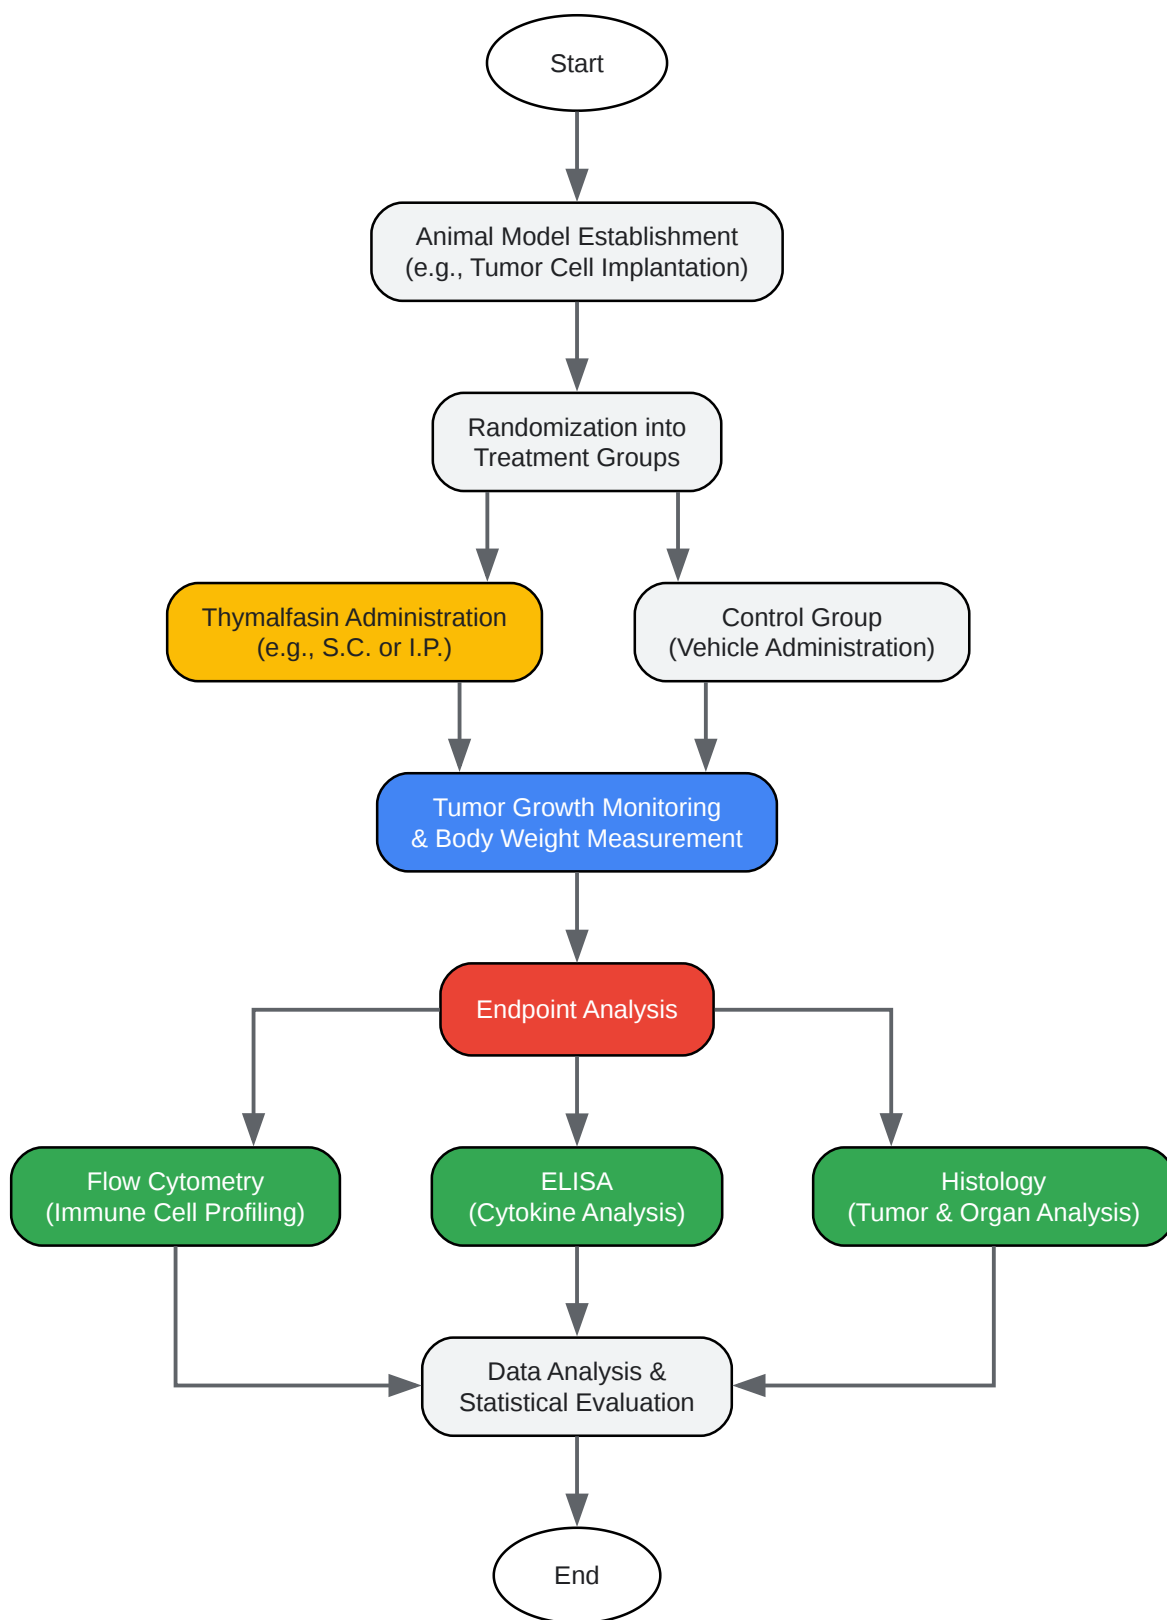 Start
Animal Model Establishment
(e.g., Tumor Cell Implantation)
Randomization into
Treatment Groups
Thymalfasin Administration
(e.g., S.C. or I.P.)
Control Group
(Vehicle Administration)
Tumor Growth Monitoring
& Body Weight Measurement
Endpoint Analysis
Flow Cytometry
(Immune Cell Profiling)
ELISA
(Cytokine Analysis)
Histology
(Tumor & Organ Analysis)
Data Analysis &
Statistical Evaluation
End